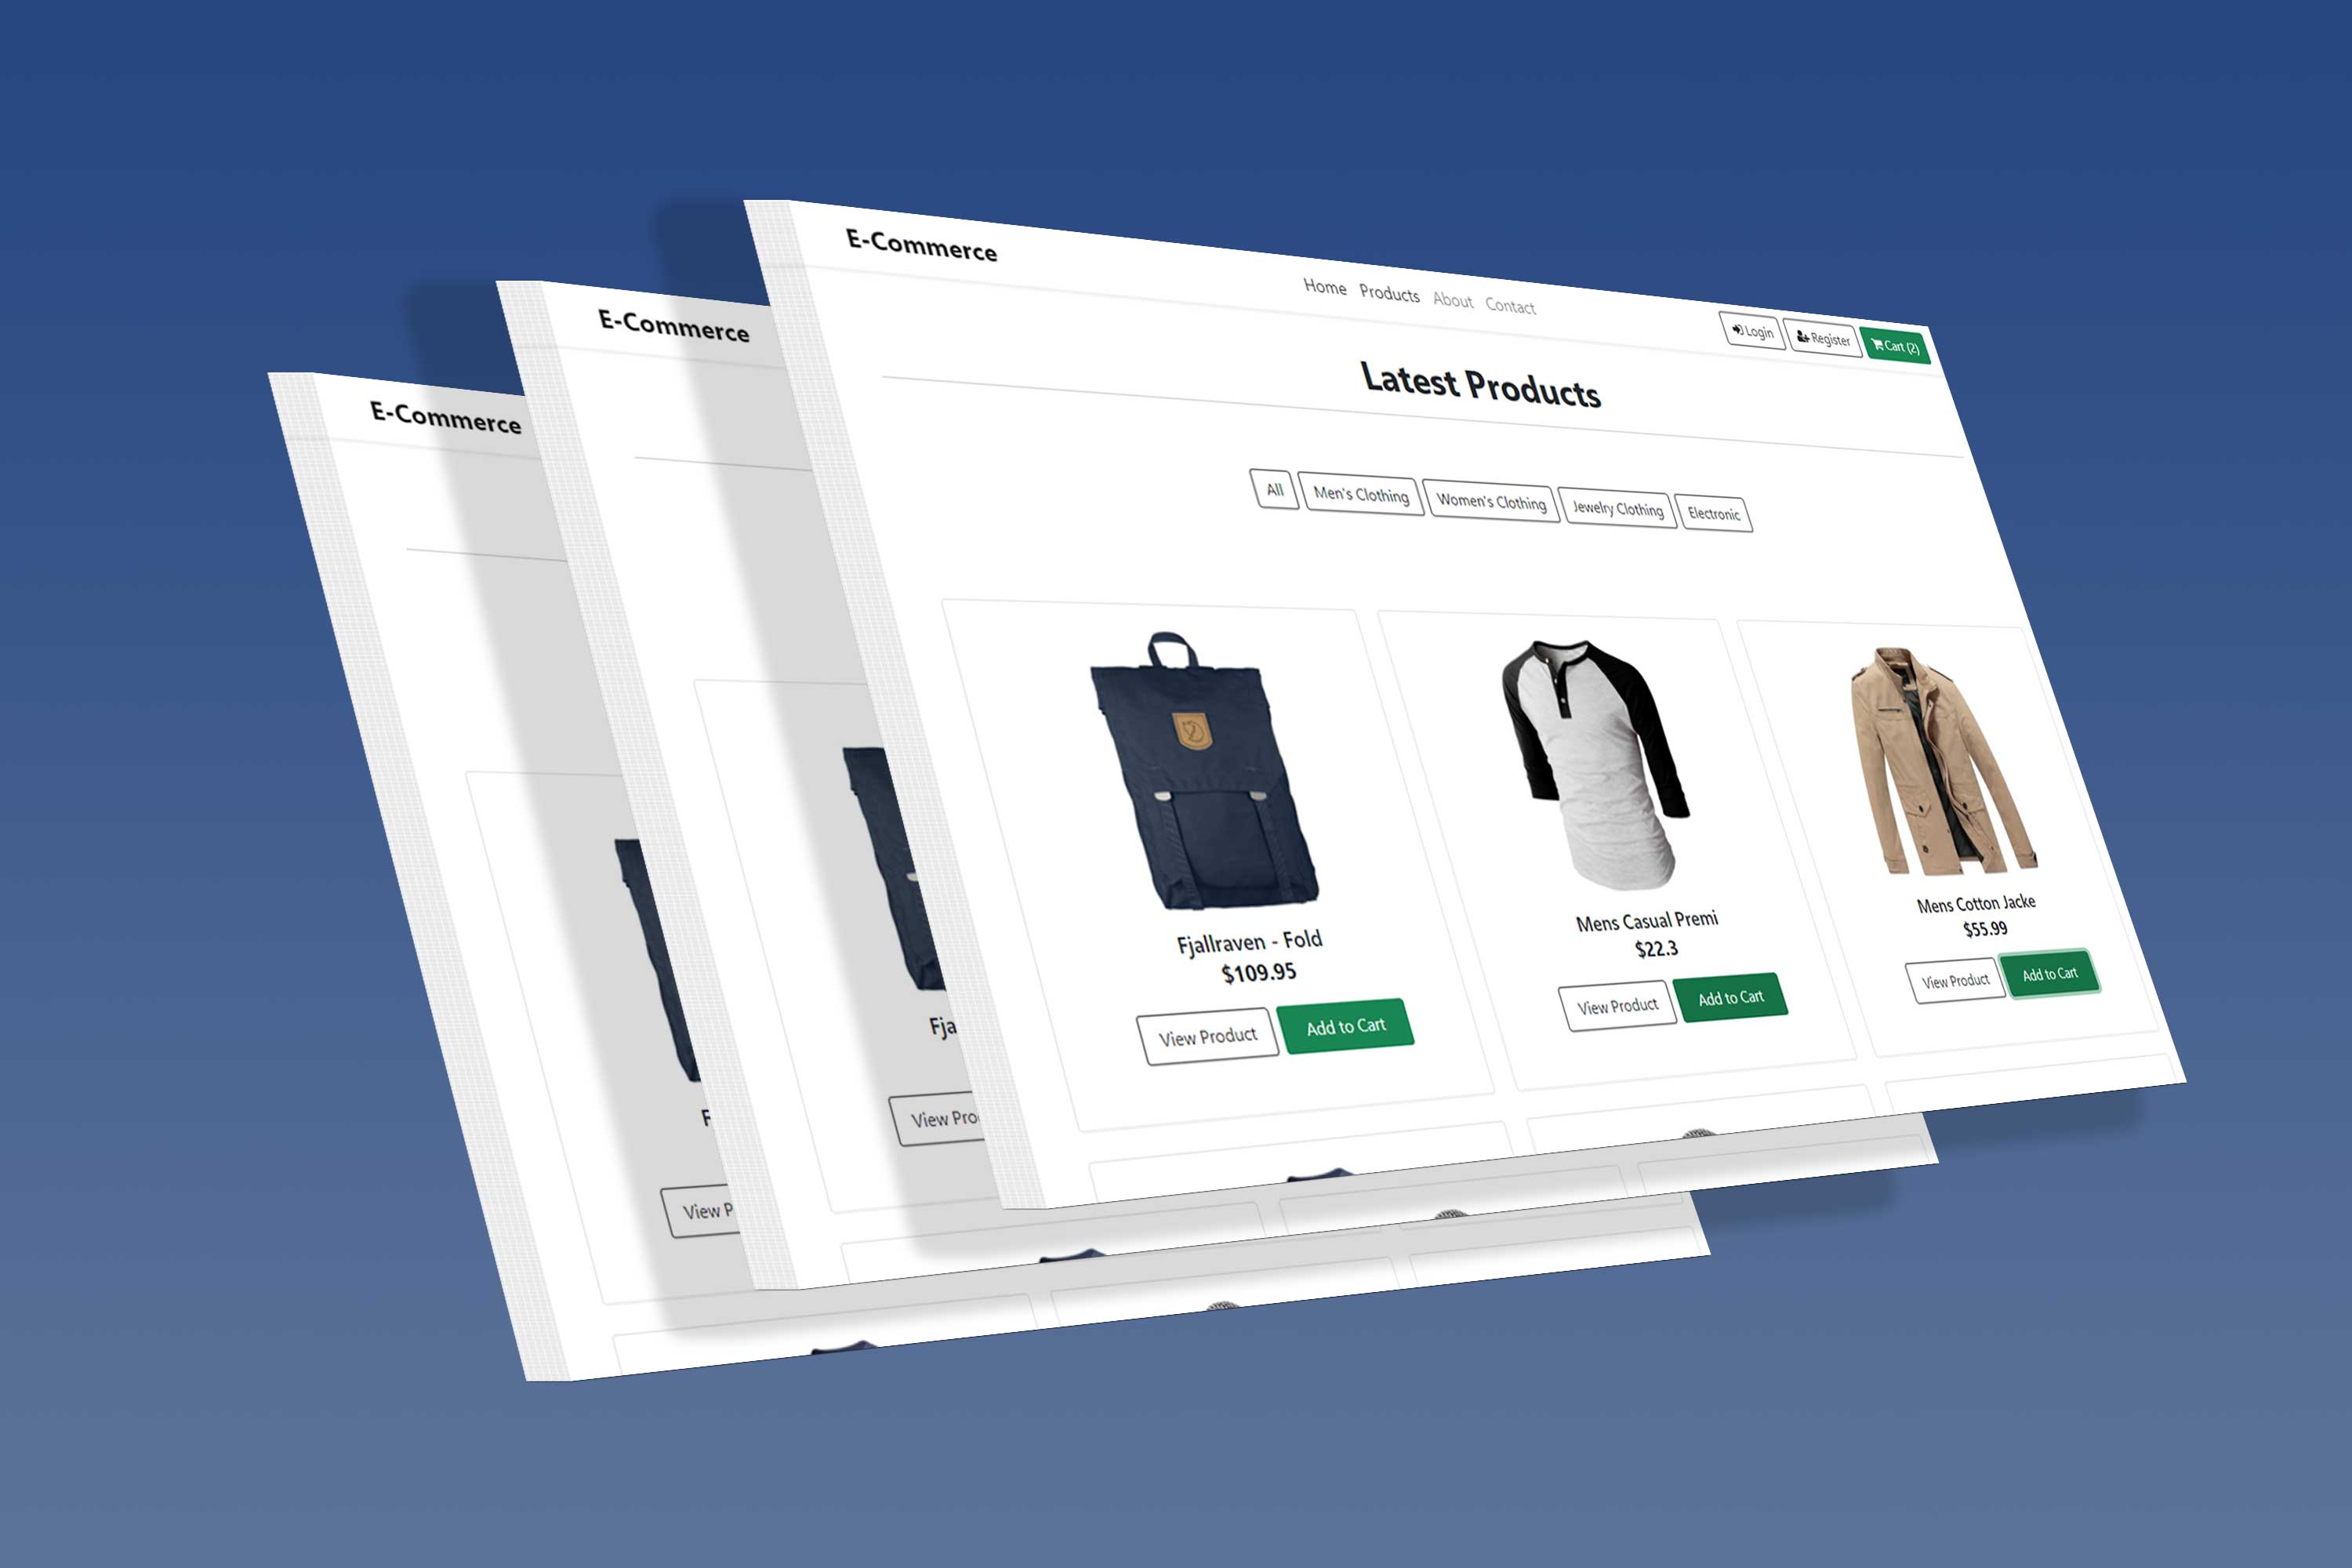 E-Commerce
Home Products About Contact
Login Register Cart (2)
Latest Products
All Men's Clothing Women's Clothing Jewelry Clothing Electronic
Fjallraven - Fold
$109.95
View Product Add to Cart
Mens Casual Premi
$22.3
View Product Add to Cart
Mens Cotton Jacke
$55.99
View Product Add to Cart
E-Commerce
Fja
View Pro
E-Commerce
F
View P